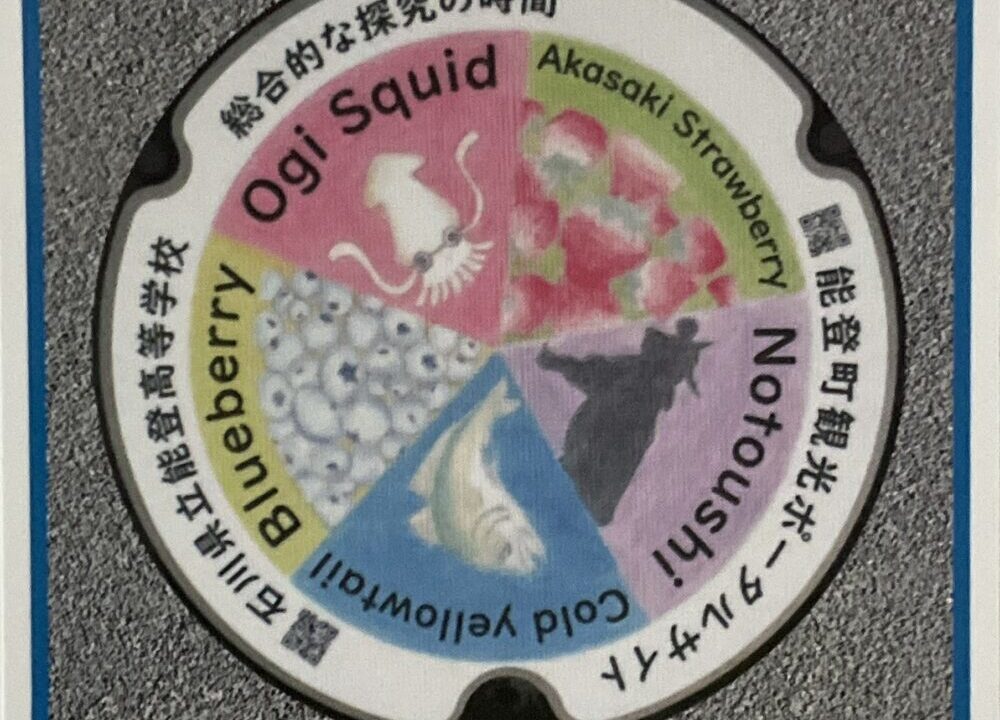 総合的な探究の時間
Ogi Squid
Akasaki Strawberry
Notoushi
Cold yellowtail
Blueberry
能登町観光ポータルサイト
石川県立能登高等学校